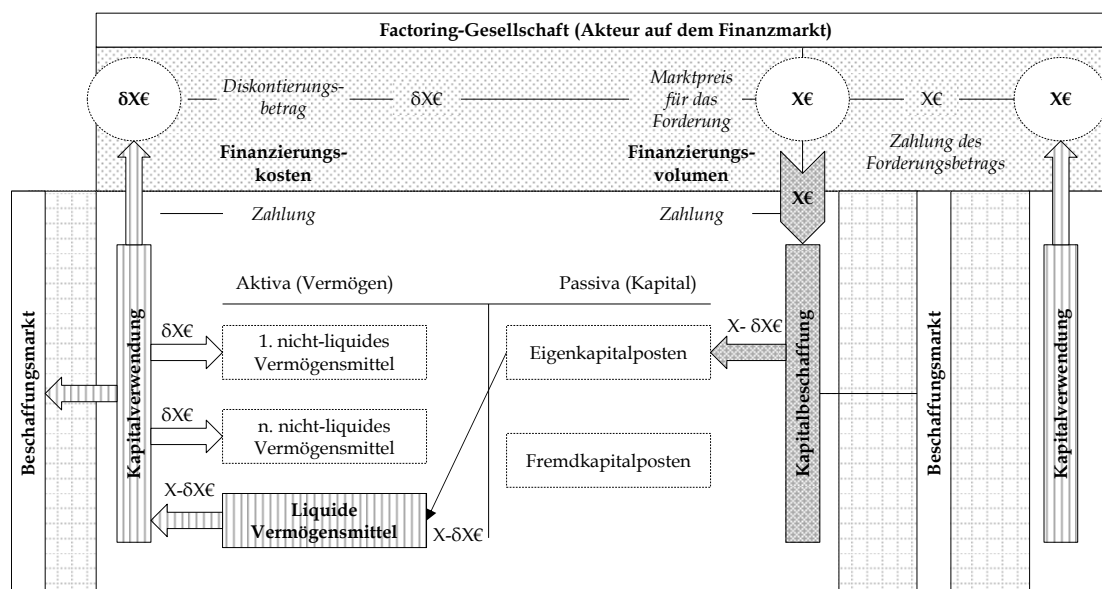 Factoring-Gesellschaft (Akteur auf dem Finanzmarkt)
δX€
Diskontierungs-
betrag
δX€
Marktpreis
für das
Forderung
X€
X€
X€
Zahlung des
Forderungsbetrags
Finanzierungs-
kosten
Finanzierungs-
volumen
X€
Zahlung
Zahlung
Aktiva (Vermögen)
Passiva (Kapital)
Beschaffungsmarkt
Kapitalverwendung
δX€
1. nicht-liquides
Vermögensmittel
Eigenkapitalposten
X- δX€
δX€
n. nicht-liquides
Vermögensmittel
Fremdkapitalposten
X-δX€
Liquide
Vermögensmittel
X-δX€
Kapitalbeschaffung
Beschaffungsmarkt
Kapitalverwendung